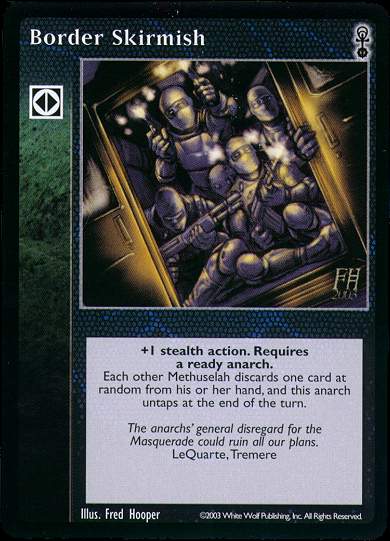 Border Skirmish
FH
2003
+1 stealth action. Requires
a ready anarch.
Each other Methuselah discards one card at
random from his or her hand, and this anarch
untaps at the end of the turn.
The anarchs' general disregard for the
Masquerade could ruin all our plans.
LeQuarte, Tremere
Illus. Fred Hooper
©2003 White Wolf Publishing, Inc. All Rights Reserved.